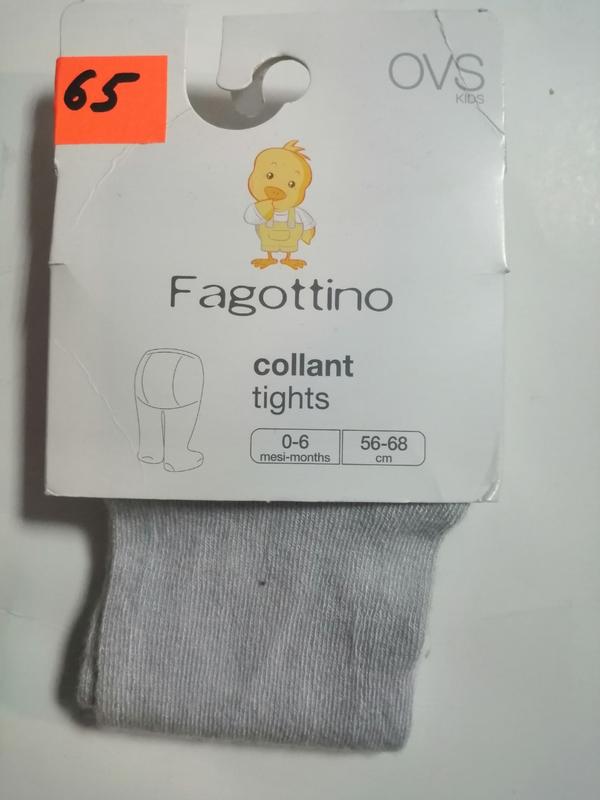 65
OVS
KIDS
Fagottino
collant
tights
0-6
mesi-months
56-68
cm